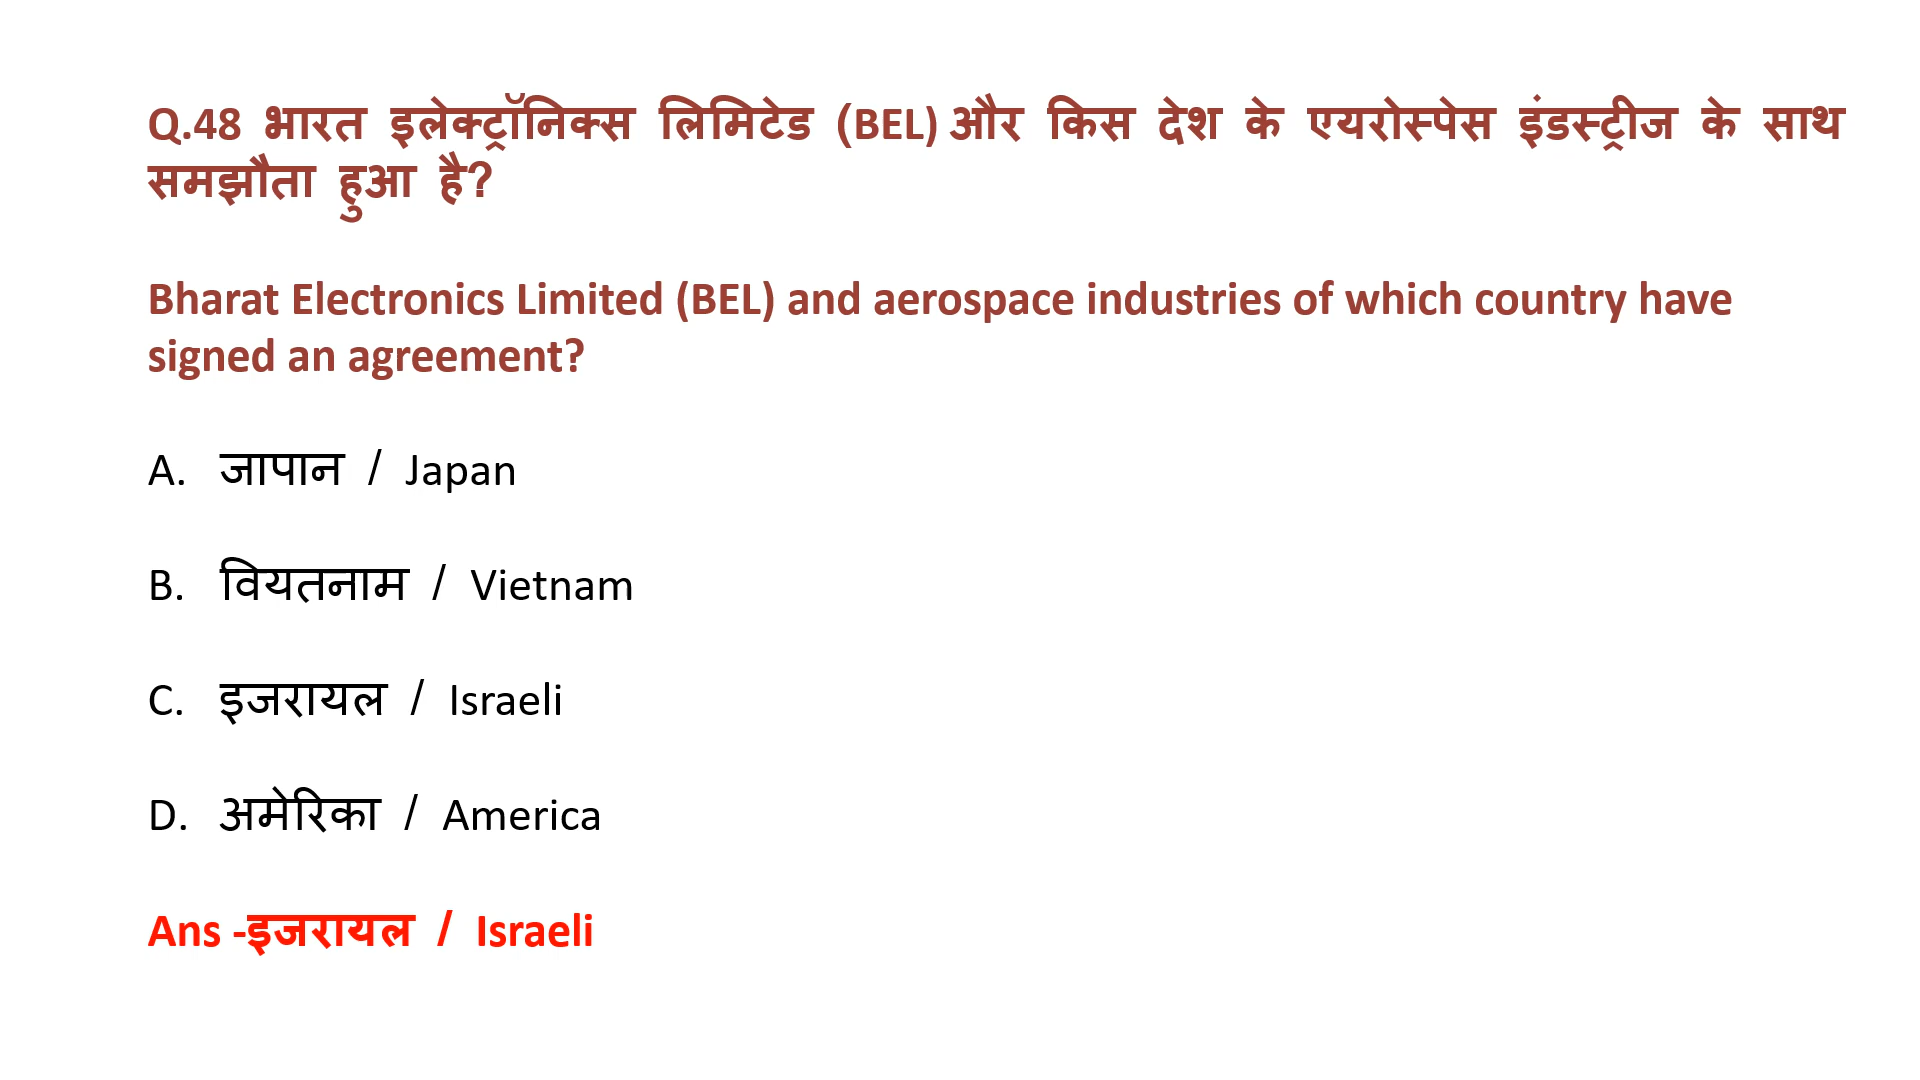 Q.48 भारत इलेक्ट्रॉनिक्स लिमिटेड (BEL) और किस देश के एयरोस्पेस इंडस्ट्रीज के साथ
समझौता हुआ है?
Bharat Electronics Limited (BEL) and aerospace industries of which country have
signed an agreement?
A. जापान / Japan
B. वियतनाम / Vietnam
C. इजरायल / Israeli
D. अमेरिका / America
Ans -इजरायल / Israeli